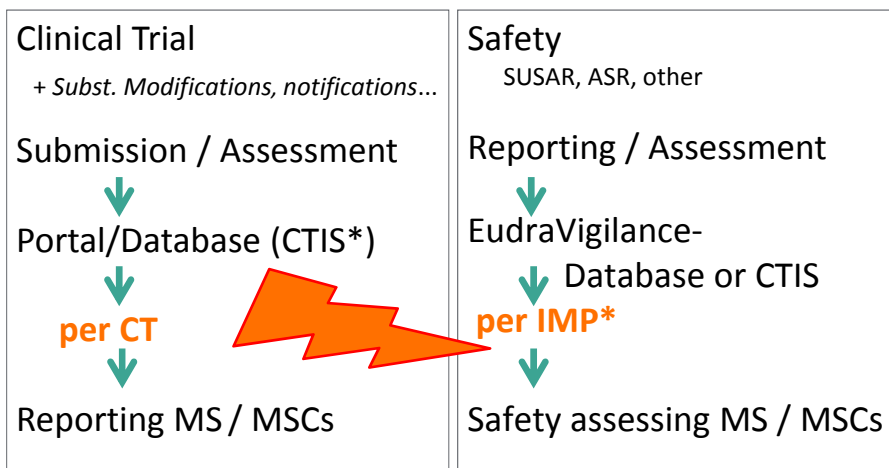 Clinical Trial
+ Subst. Modifications, notifications...
Submission / Assessment
Portal/Database (CTIS*)
per CT
Reporting MS / MSCs
Safety
SUSAR, ASR, other
Reporting / Assessment
EudraVigilance-
Database or CTIS
per IMP*
Safety assessing MS / MSCs